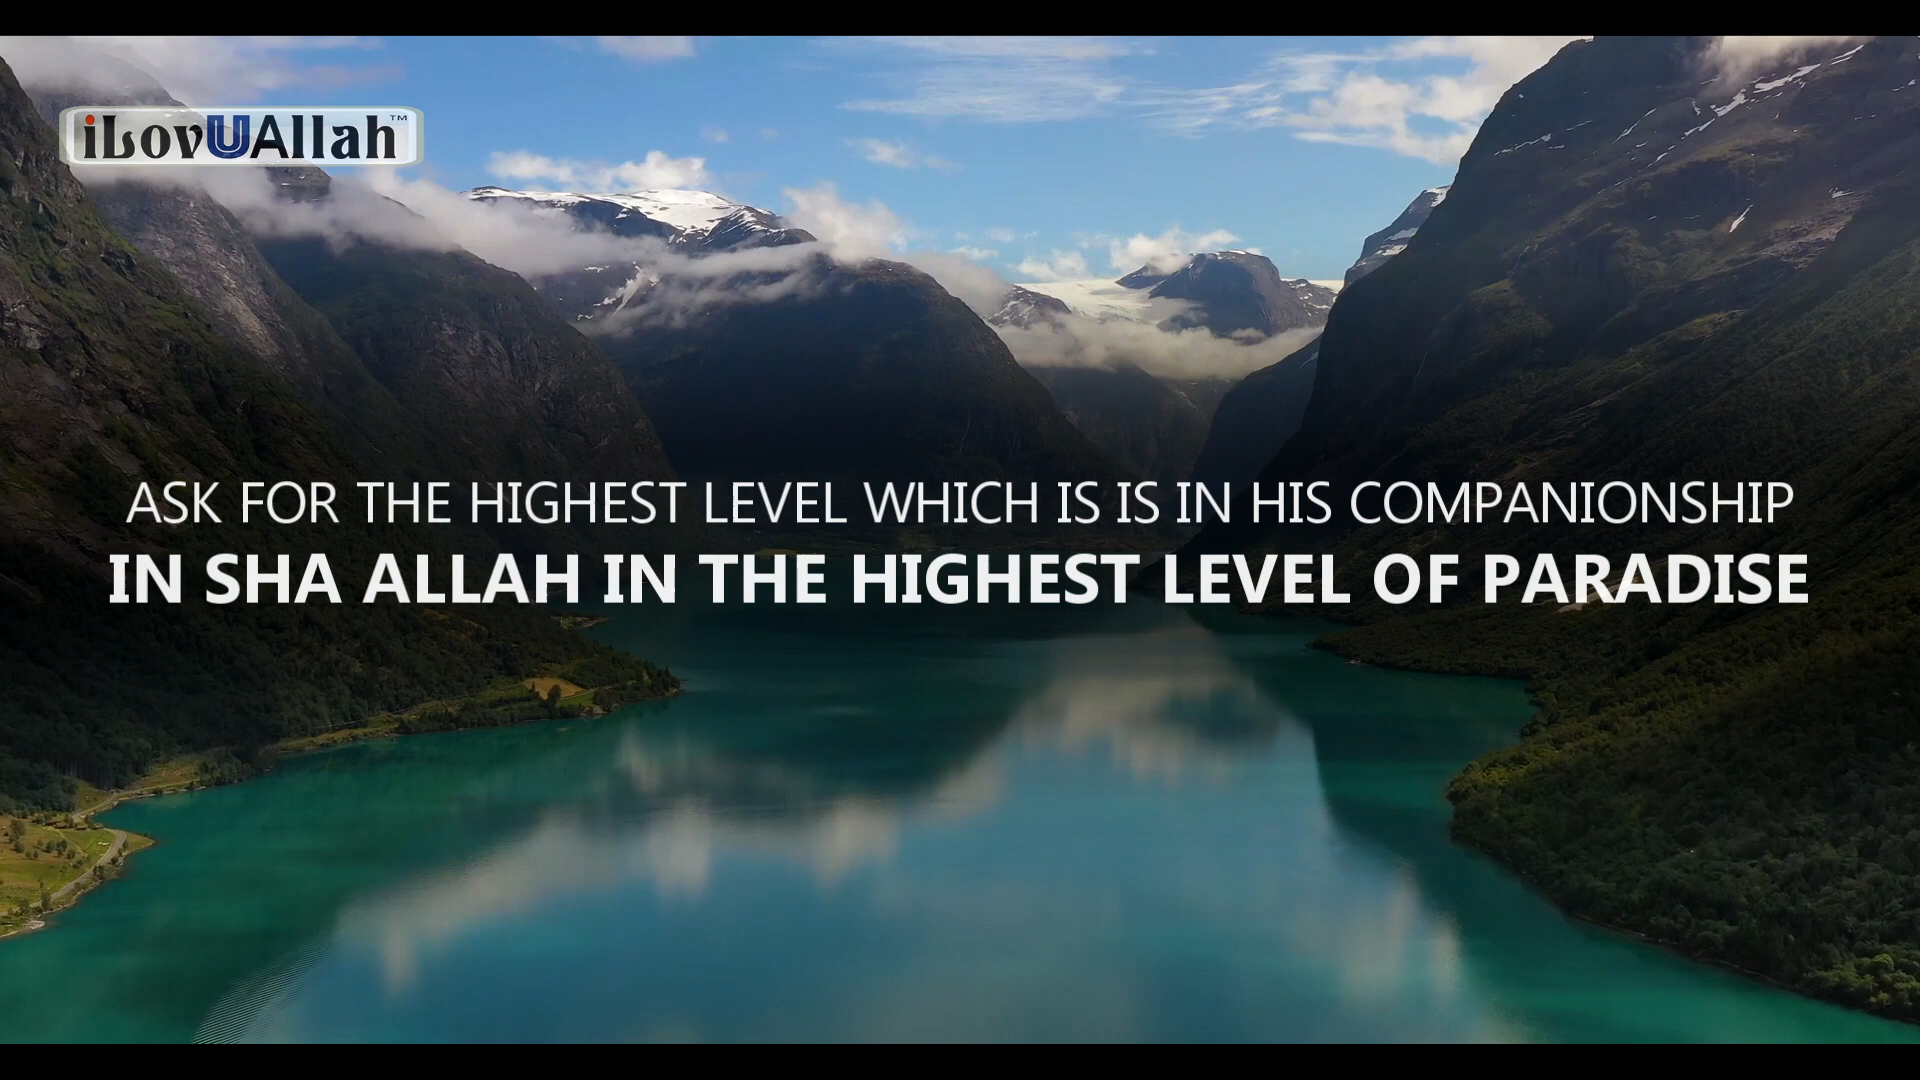 iLovUAllah™
ASK FOR THE HIGHEST LEVEL WHICH IS IS IN HIS COMPANIONSHIP
IN SHA ALLAH IN THE HIGHEST LEVEL OF PARADISE